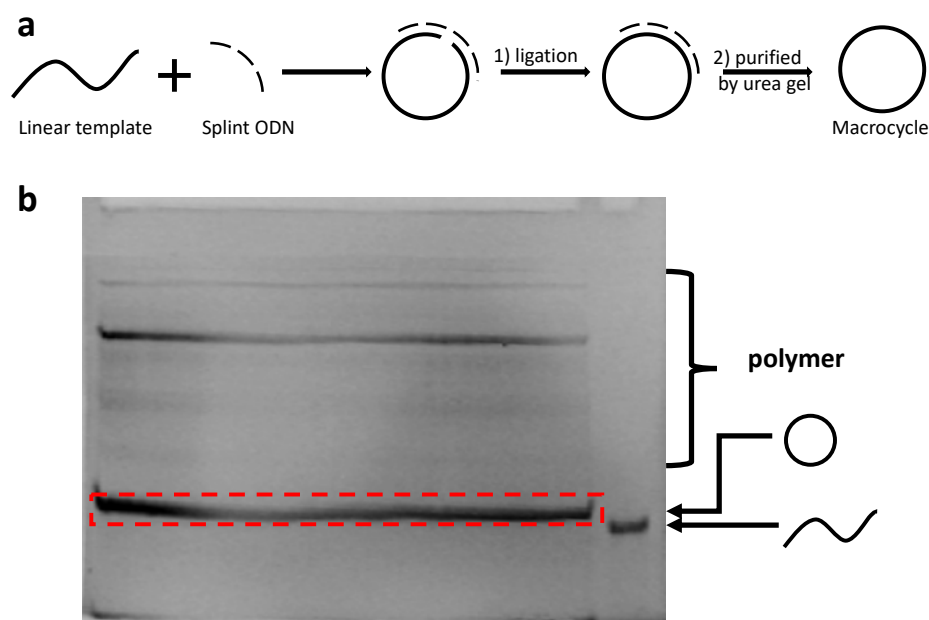 a
1) ligation
2) purified
by urea gel
Linear template
Splint ODN
Macrocycle
b
polymer